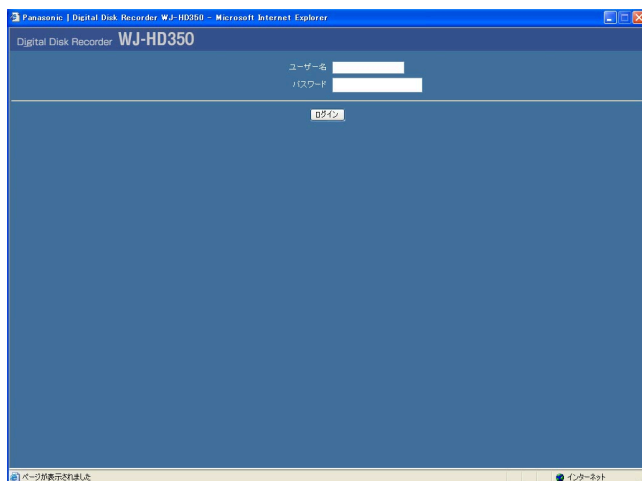 Panasonic | Digital Disk Recorder WJ-HD350 - Microsoft Internet Explorer
Digital Disk Recorder WJ-HD350
ユーザー名
パスワード
ログイン
ページが表示されました
インターネット